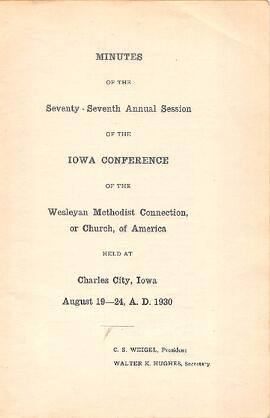 MINUTES
OF THE
Seventy-Seventh Annual Session
OF THE
IOWA CONFERENCE
OF THE
Wesleyan Methodist Connection,
or Church, of America
HELD AT
Charles City, Iowa
August 19—24, A. D. 1930
C. S. WEIGEL, President
WALTER K. HUGHES, Secretary